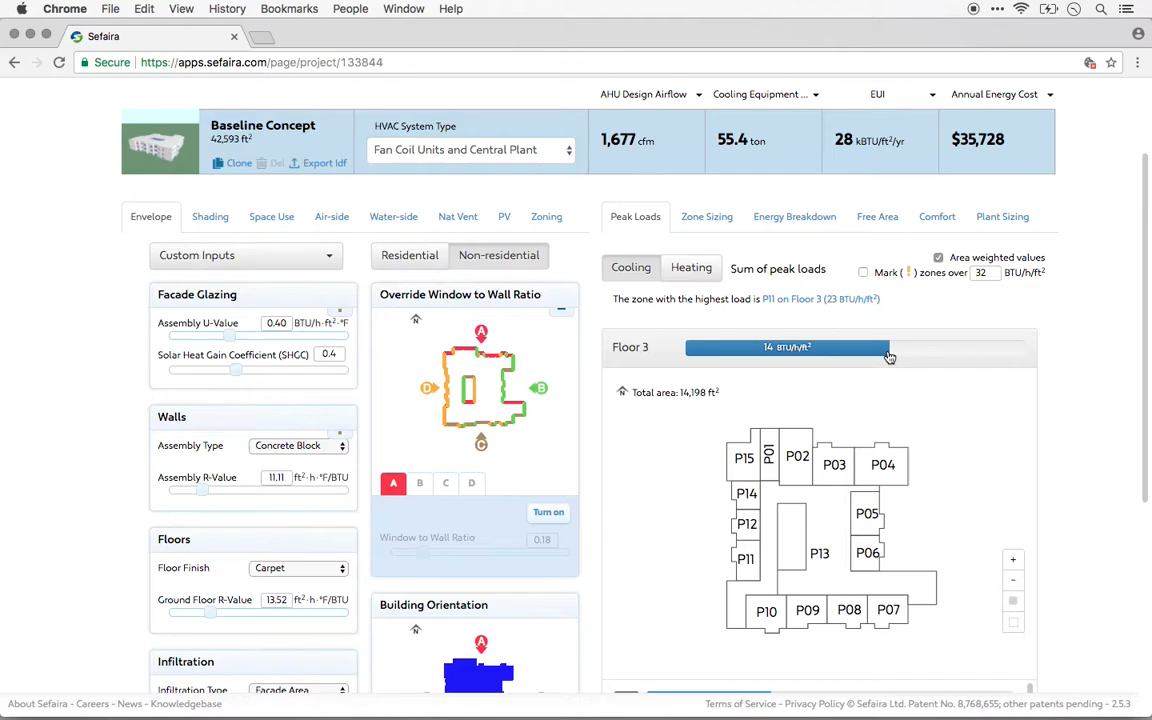 Chrome File Edit View History Bookmarks People Window Help
Sefaira
Secure https://apps.sefaira.com/page/project/133844
AHU Design Airflow Cooling Equipment ... EUI Annual Energy Cost
Baseline Concept
42,593 ft²
Clone Del Export Idf
HVAC System Type
Fan Coil Units and Central Plant
1,677 cfm 55.4 ton 28 kBTU/ft²/yr $35,728
Envelope Shading Space Use Air-side Water-side Nat Vent PV Zoning
Peak Loads Zone Sizing Energy Breakdown Free Area Comfort Plant Sizing
Custom Inputs
Residential Non-residential
Cooling Heating Sum of peak loads
Area weighted values
Mark ( ! ) zones over 32 BTU/h/ft²
The zone with the highest load is P11 on Floor 3 (23 BTU/h/ft²)
Facade Glazing
Assembly U-Value 0.40 BTU/h·ft²·°F
Solar Heat Gain Coefficient (SHGC) 0.4
Walls
Assembly Type Concrete Block
Assembly R-Value 11.11 ft²·h·°F/BTU
Floors
Floor Finish Carpet
Ground Floor R-Value 13.52 ft²·h·°F/BTU
Infiltration
Infiltration Type Facade Area
Override Window to Wall Ratio
N
A
D B
C
A B C D
Turn on
Window to Wall Ratio 0.18
Building Orientation
N
A
Floor 3 14 BTU/h/ft²
N Total area: 14,198 ft²
P15 P01 P02 P03 P04
P14 P05
P12
P11 P13 P06
P10 P09 P08 P07
+
-
About Sefaira - Careers - News - Knowledgebase
Terms of Service - Privacy Policy © Sefaira Ltd. Patent No. 8,768,655; other patents pending - 2.5.3